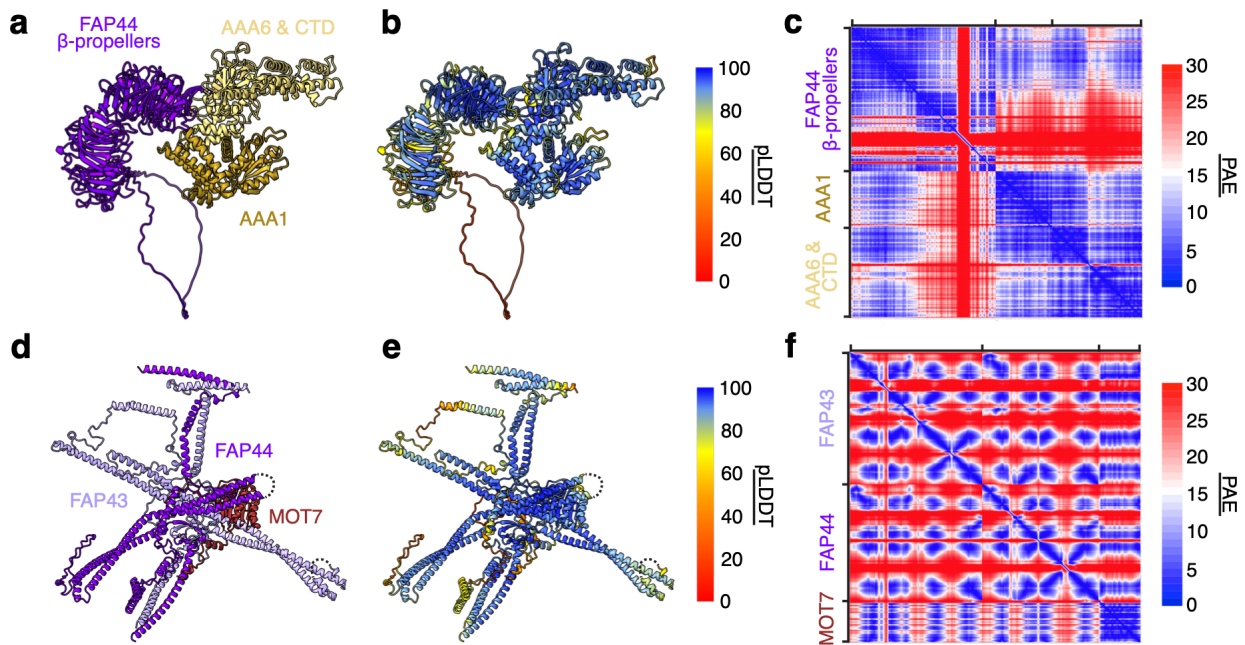 a
FAP44
β-propellers
AAA6 & CTD
AAA1
b
100
80
60
40
20
0
pLDDT
c
FAP44
β-propellers
AAA1
AAA6 &
CTD
30
25
20
15
10
5
0
PAE
d
FAP44
FAP43
MOT7
e
100
80
60
40
20
0
pLDDT
f
FAP43
FAP44
MOT7
30
25
20
15
10
5
0
PAE